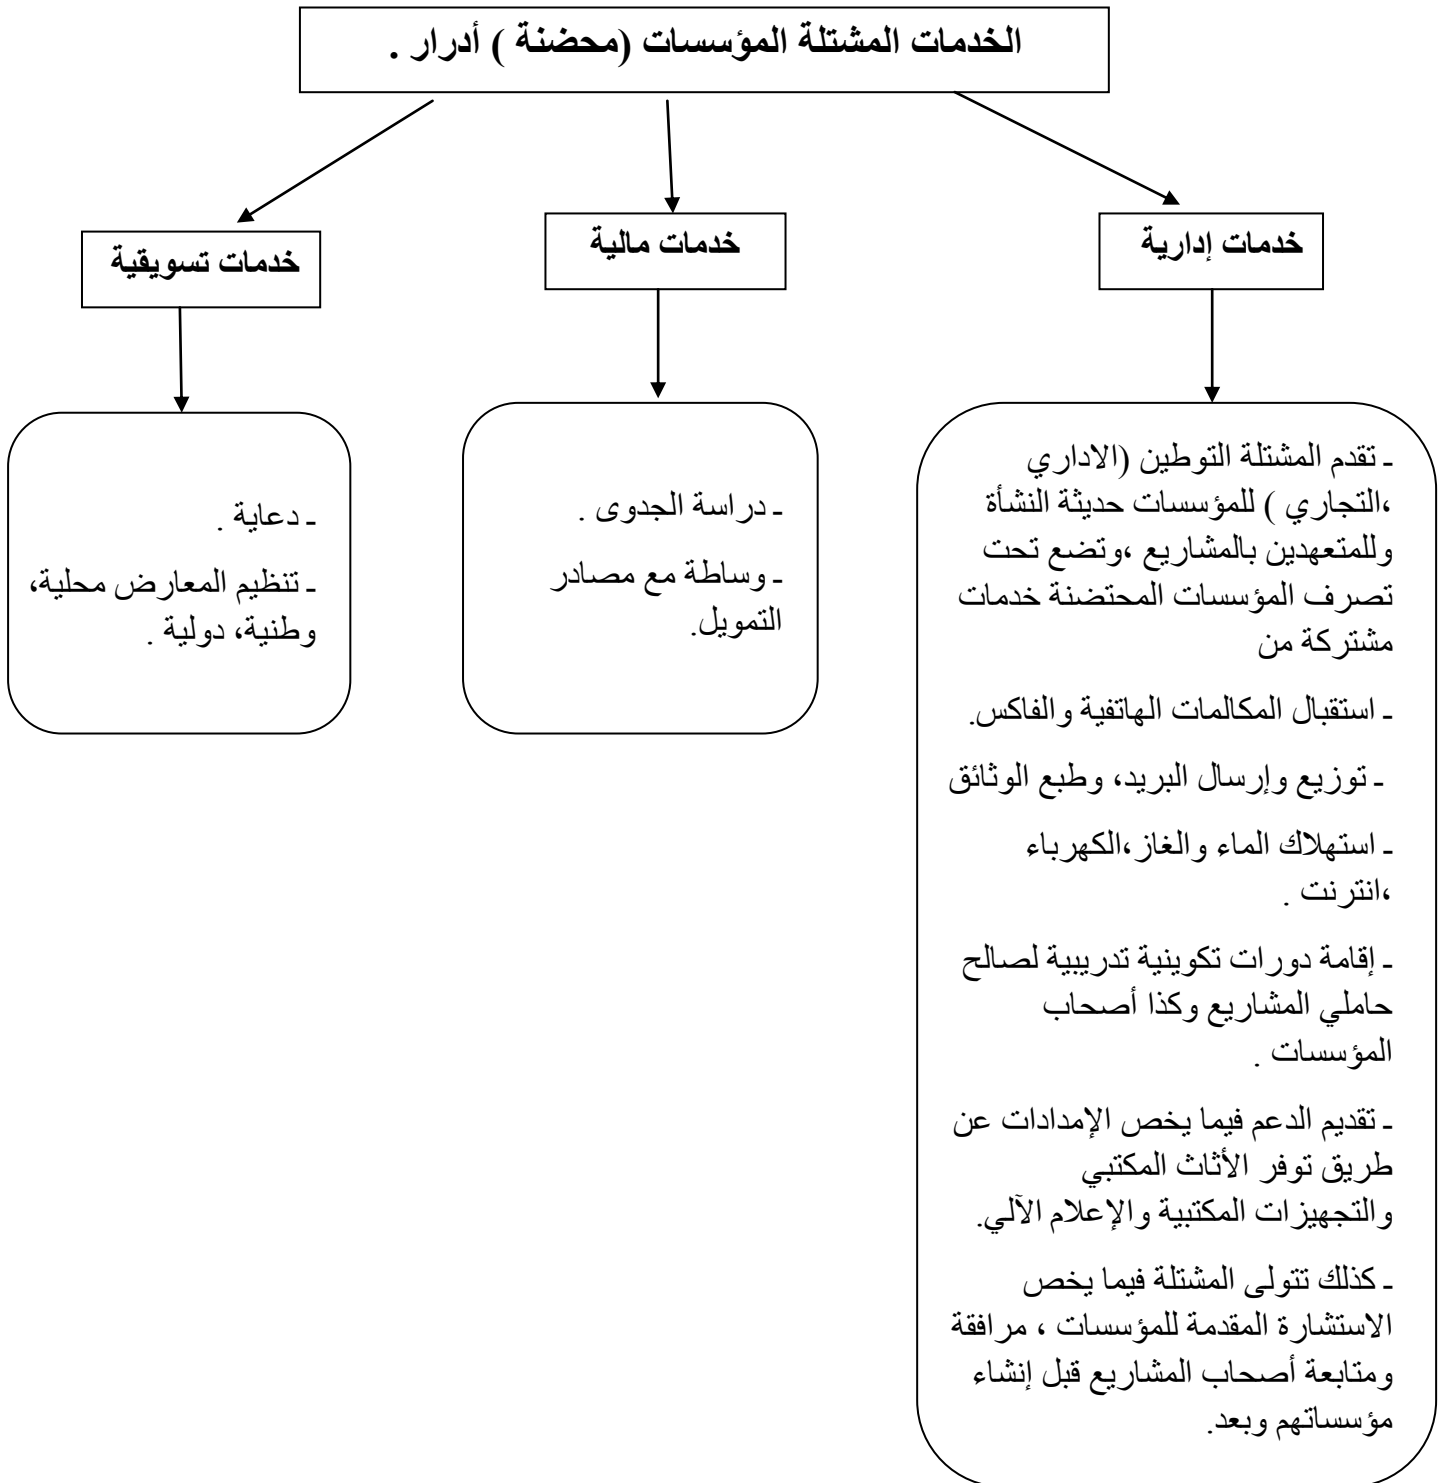 الخدمات المشتلة المؤسسات (محضنة ) أدرار .
خدمات إدارية
خدمات مالية
خدمات تسويقية
ـ تقدم المشتلة التوطين (الاداري
،التجاري ) للمؤسسات حديثة النشأة
وللمتعهدين بالمشاريع ،وتضع تحت
تصرف المؤسسات المحتضنة خدمات
مشتركة من
ـ استقبال المكالمات الهاتفية والفاكس.
ـ توزيع وإرسال البريد، وطبع الوثائق
ـ استهلاك الماء والغاز ،الكهرباء
،انترنت .
ـ إقامة دورات تكوينية تدريبية لصالح
حاملي المشاريع وكذا أصحاب
المؤسسات .
ـ تقديم الدعم فيما يخص الإمدادات عن
طريق توفر الأثاث المكتبي
والتجهيزات المكتبية والإعلام الآلي.
ـ كذلك تتولى المشتلة فيما يخص
الاستشارة المقدمة للمؤسسات ، مرافقة
ومتابعة أصحاب المشاريع قبل إنشاء
مؤسساتهم وبعد.
ـ دراسة الجدوى .
ـ وساطة مع مصادر
التمويل.
ـ دعاية .
ـ تنظيم المعارض محلية،
وطنية، دولية .